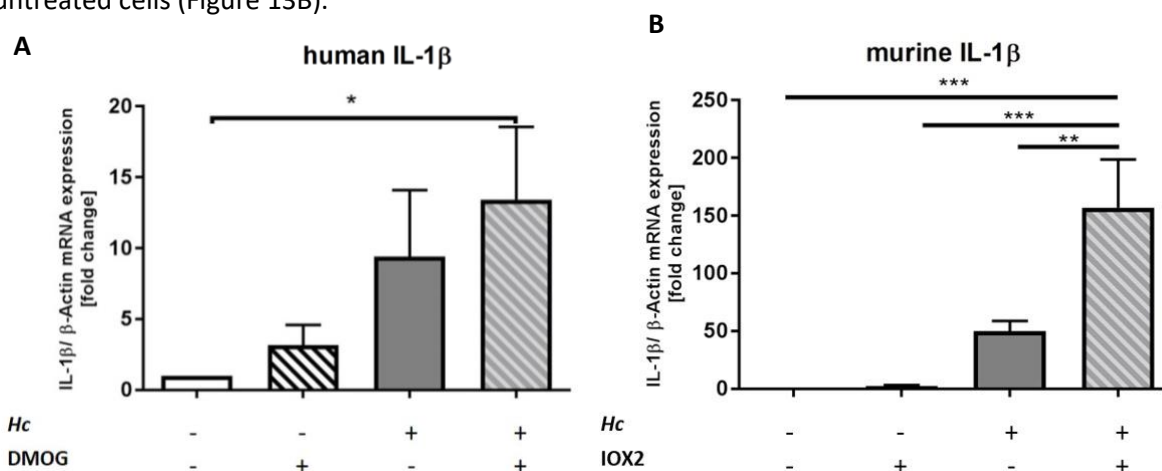 untreated cells (Figure 13B).
A
human IL-1β
IL-1β/ β-Actin mRNA expression
[fold change]
20
15
10
5
0
*
Hc - - + +
DMOG - + - +
B
murine IL-1β
IL-1β/ β-Actin mRNA expression
[fold change]
250
200
150
100
50
0
***
***
**
Hc - - + +
IOX2 - + - +